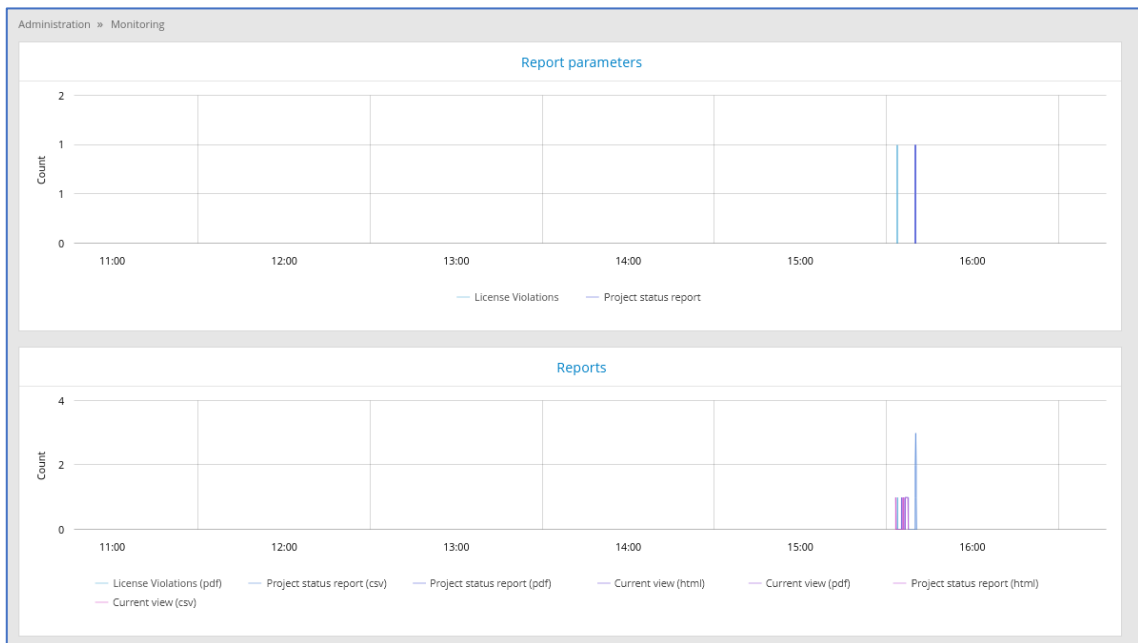 Administration » Monitoring
Report parameters
2
1
1
0
Count
11:00 12:00 13:00 14:00 15:00 16:00
License Violations Project status report
Reports
4
2
0
Count
11:00 12:00 13:00 14:00 15:00 16:00
License Violations (pdf) Project status report (csv) Project status report (pdf) Current view (html) Current view (pdf) Project status report (html)
Current view (csv)